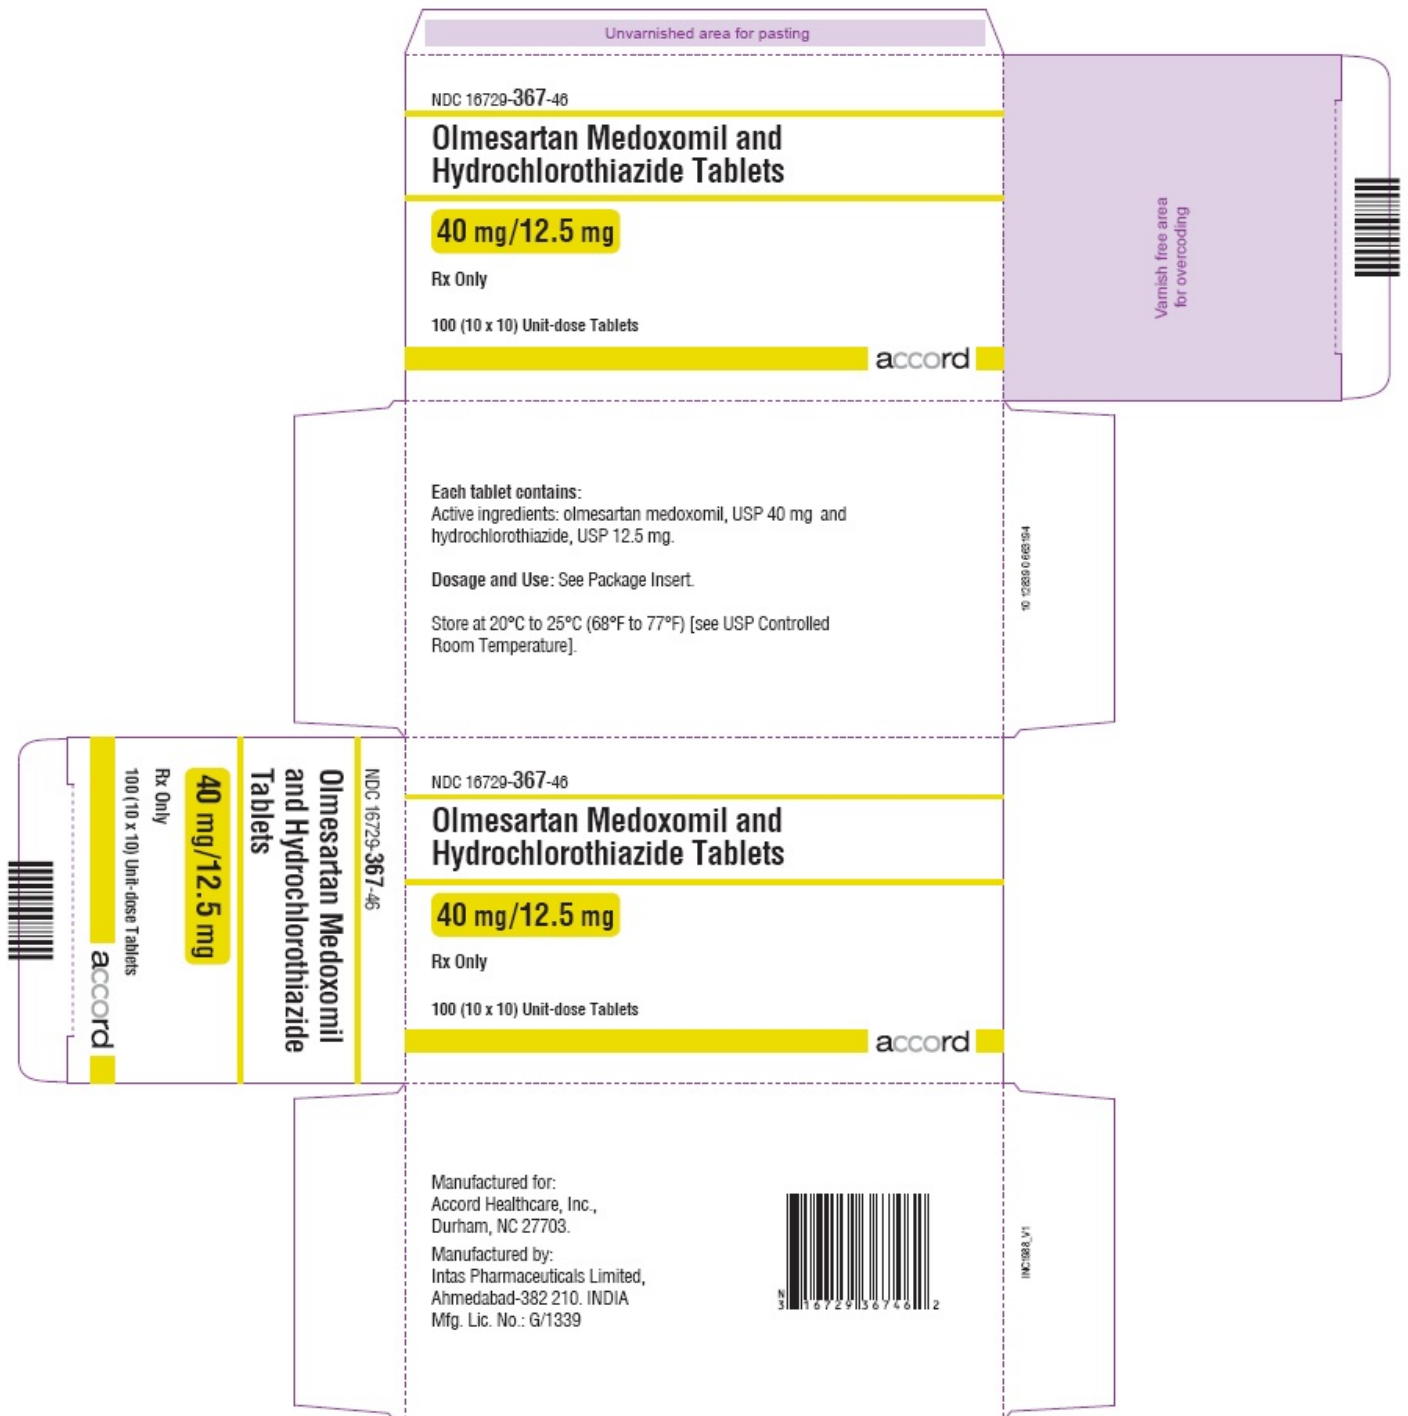 Unvarnished area for pasting
NDC 16729-367-46
Olmesartan Medoxomil and
Hydrochlorothiazide Tablets
40 mg/12.5 mg
Rx Only
100 (10 x 10) Unit-dose Tablets
accord
Varnish free area
for overcoding
Each tablet contains:
Active ingredients: olmesartan medoxomil, USP 40 mg and
hydrochlorothiazide, USP 12.5 mg.
Dosage and Use: See Package Insert.
Store at 20°C to 25°C (68°F to 77°F) [see USP Controlled
Room Temperature].
10 12839 0 663194
NDC 16729-367-46
Olmesartan Medoxomil
and Hydrochlorothiazide
Tablets
40 mg/12.5 mg
Rx Only
100 (10 x 10) Unit-dose Tablets
accord
NDC 16729-367-46
Olmesartan Medoxomil and
Hydrochlorothiazide Tablets
40 mg/12.5 mg
Rx Only
100 (10 x 10) Unit-dose Tablets
accord
Manufactured for:
Accord Healthcare, Inc.,
Durham, NC 27703.
Manufactured by:
Intas Pharmaceuticals Limited,
Ahmedabad-382 210. INDIA
Mfg. Lic. No.: G/1339
N
3 16729 36746 2